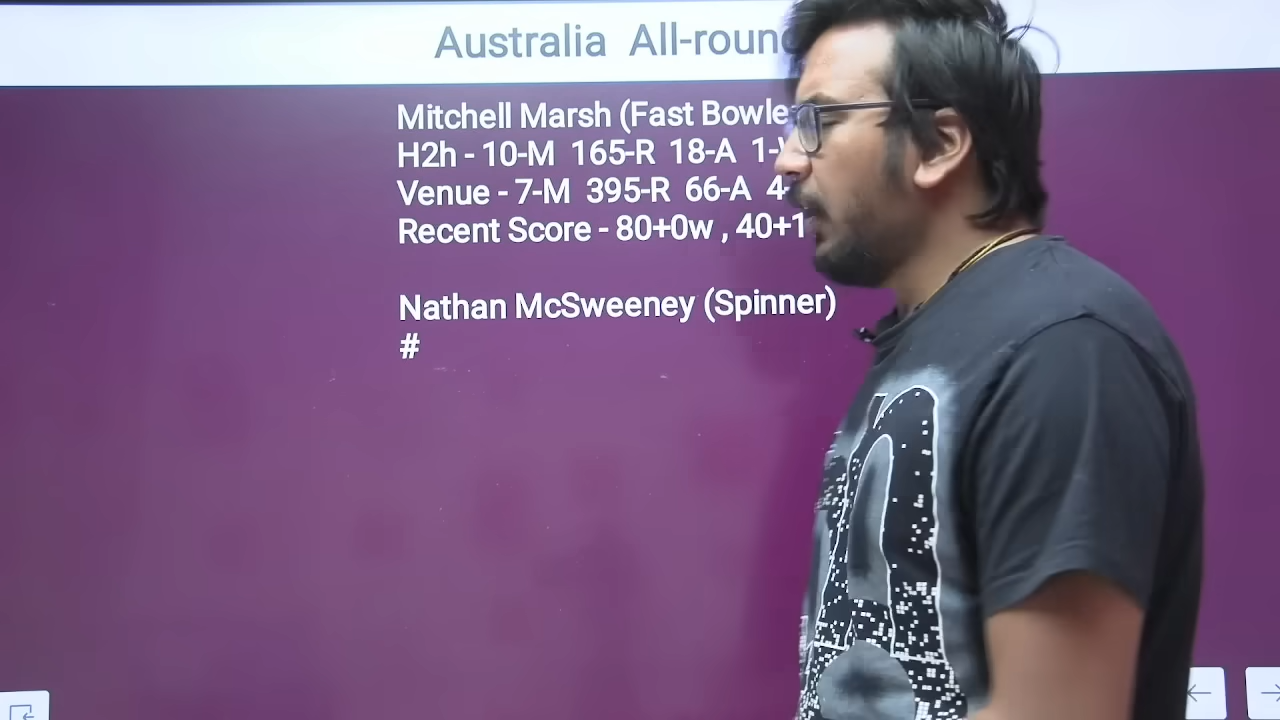 Australia All-round
Mitchell Marsh (Fast Bowle
H2h - 10-M 165-R 18-A 1-
Venue - 7-M 395-R 66-A 4-
Recent Score - 80+0w , 40+1
Nathan McSweeney (Spinner)
#